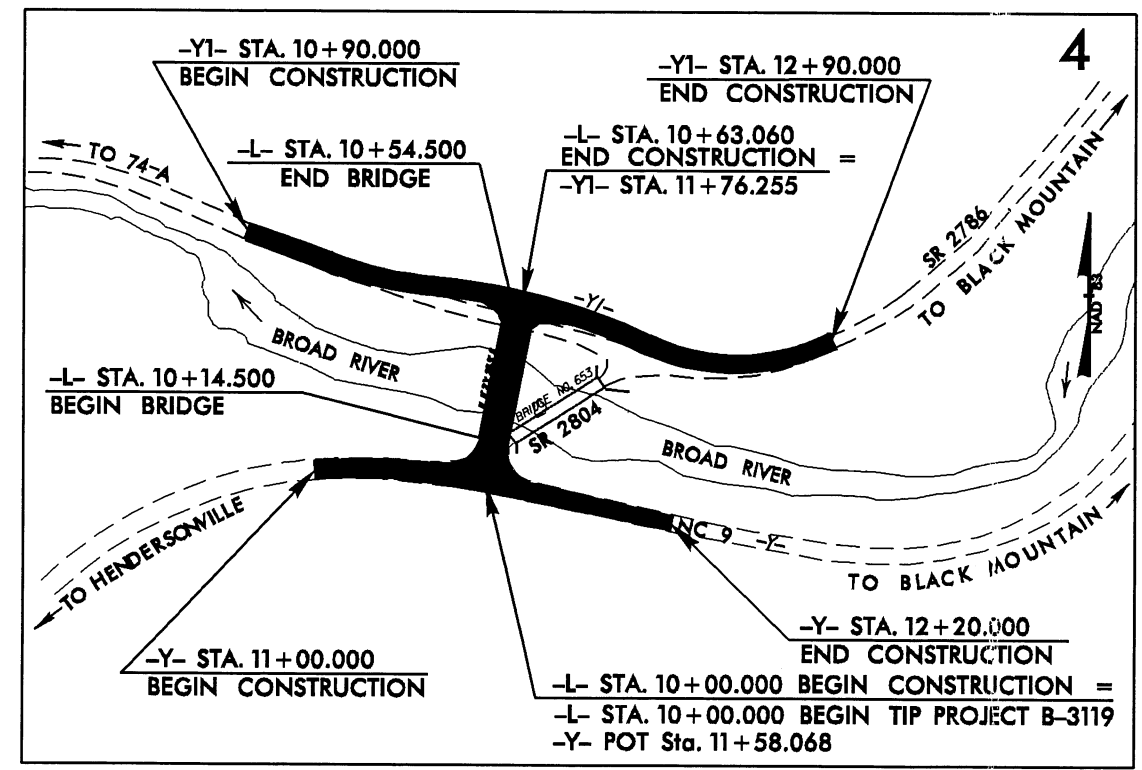 4
-Y1- STA. 10+90.000
BEGIN CONSTRUCTION
-Y1- STA. 12+90.000
END CONSTRUCTION
-L- STA. 10+63.060
END CONSTRUCTION =
-Y1- STA. 11+76.255
-L- STA. 10+54.500
END BRIDGE
TO 74-A
SR 2786
TO BLACK MOUNTAIN
NAD '83
-Y1-
BROAD RIVER
-L- STA. 10+14.500
BEGIN BRIDGE
BRIDGE NO. 653
SR 2804
BROAD RIVER
TO HENDERSONVILLE
NC 9 -Y-
TO BLACK MOUNTAIN
-Y- STA. 12+20.000
END CONSTRUCTION
-Y- STA. 11+00.000
BEGIN CONSTRUCTION
-L- STA. 10+00.000 BEGIN CONSTRUCTION =
-L- STA. 10+00.000 BEGIN TIP PROJECT B-3119
-Y- POT Sta. 11+58.068